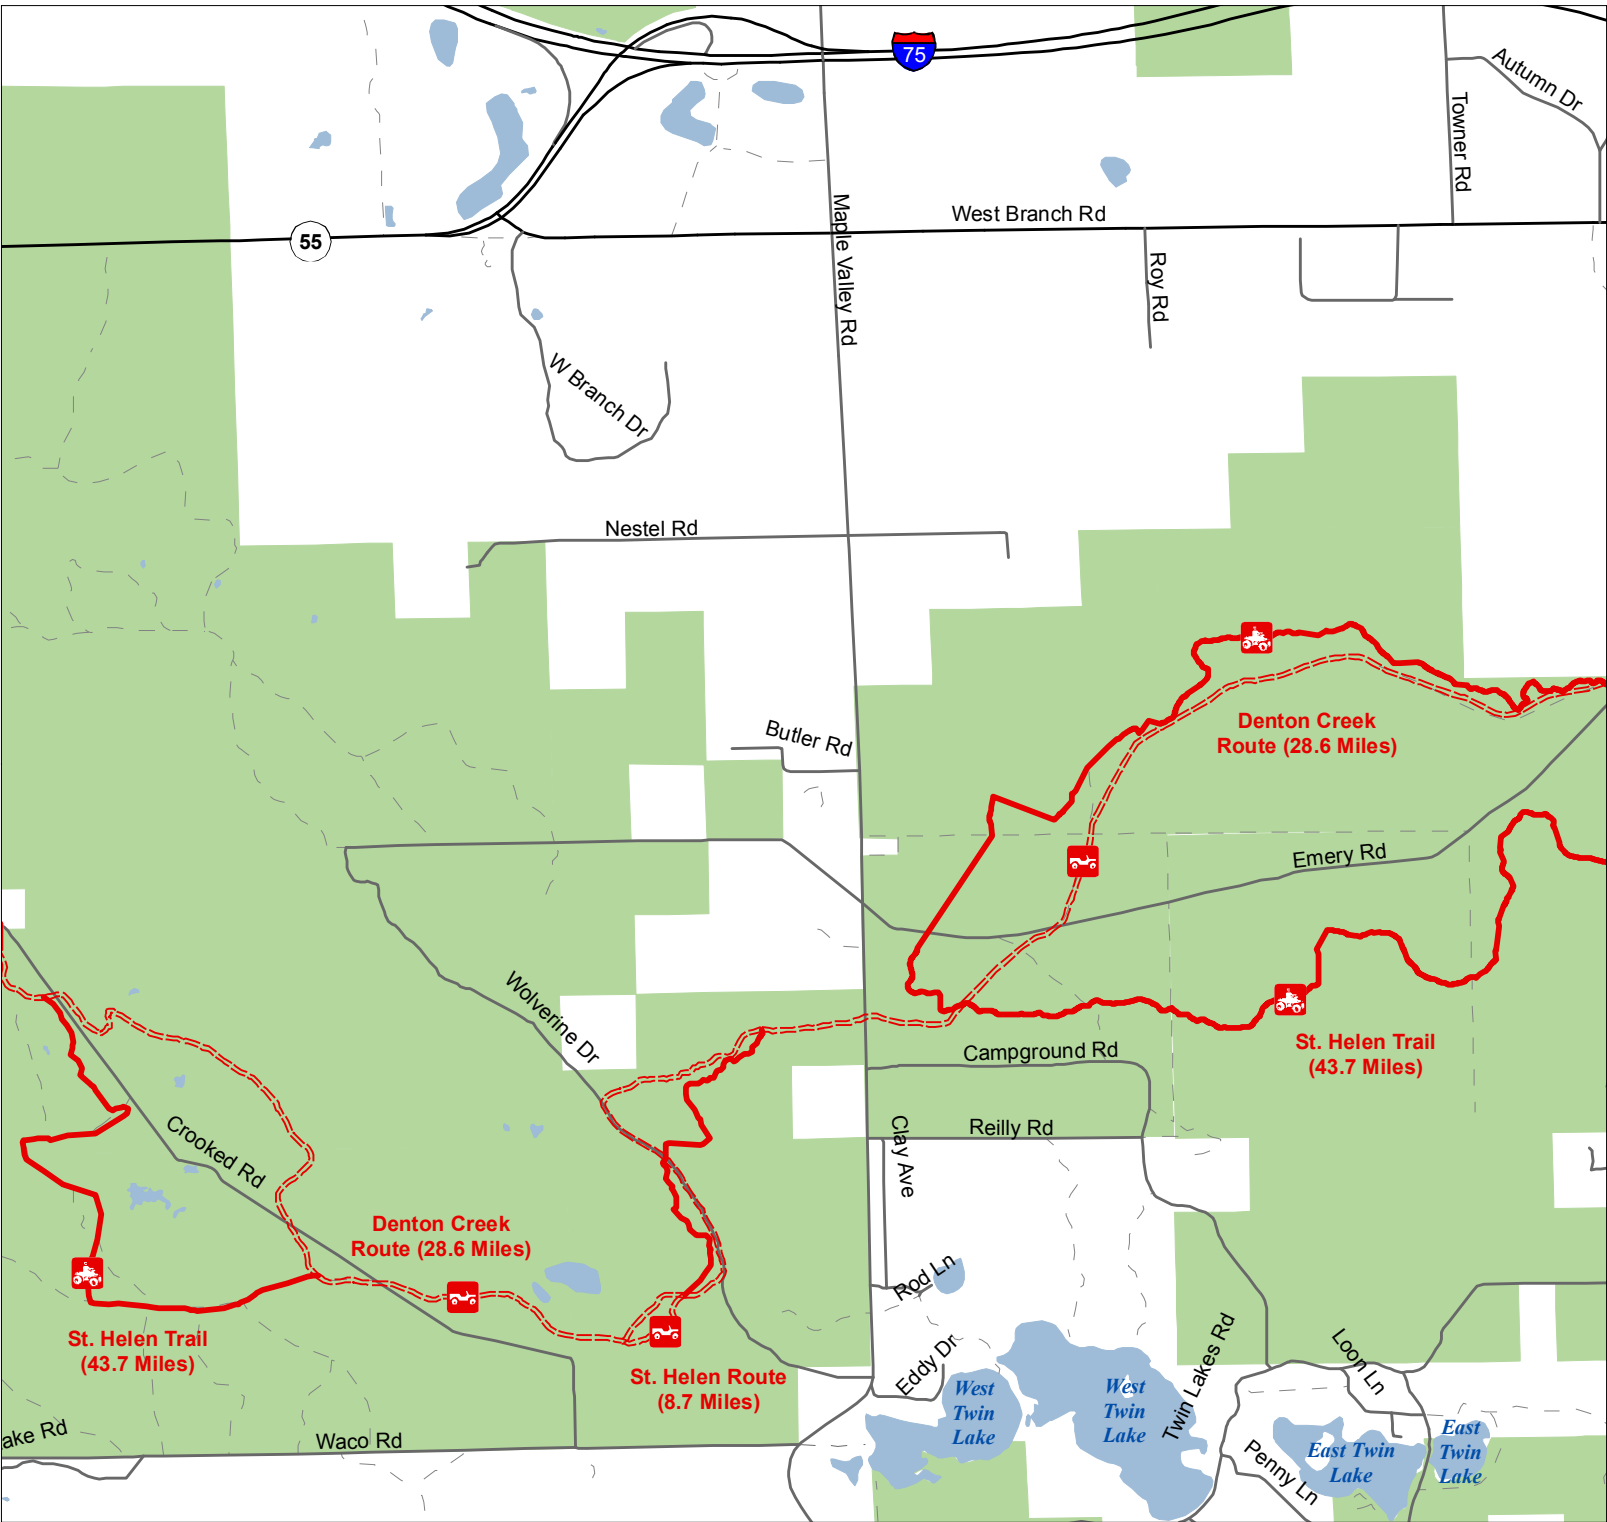 75
Autumn Dr
Towner Rd
West Branch Rd
55
Maple Valley Rd
Roy Rd
W Branch Dr
Nestel Rd
Butler Rd
Denton Creek
Route (28.6 Miles)
Emery Rd
Wolverine Dr
St. Helen Trail
(43.7 Miles)
Campground Rd
Reilly Rd
Clay Ave
Crooked Rd
Denton Creek
Route (28.6 Miles)
Rod Ln
St. Helen Trail
(43.7 Miles)
St. Helen Route
(8.7 Miles)
Eddy Dr
Twin Lakes Rd
Loon Ln
West
Twin
Lake
West
Twin
Lake
ake Rd
Waco Rd
Penny Ln
East Twin
Lake
East
Twin
Lake